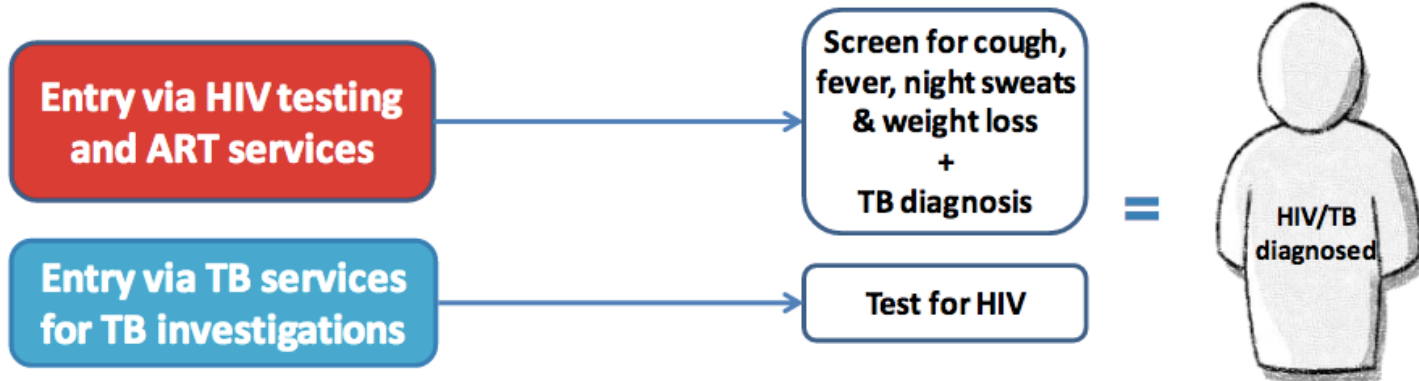 Entry via HIV testing
and ART services
Screen for cough,
fever, night sweats
& weight loss
+
TB diagnosis
=
HIV/TB
diagnosed
Entry via TB services
for TB investigations
Test for HIV